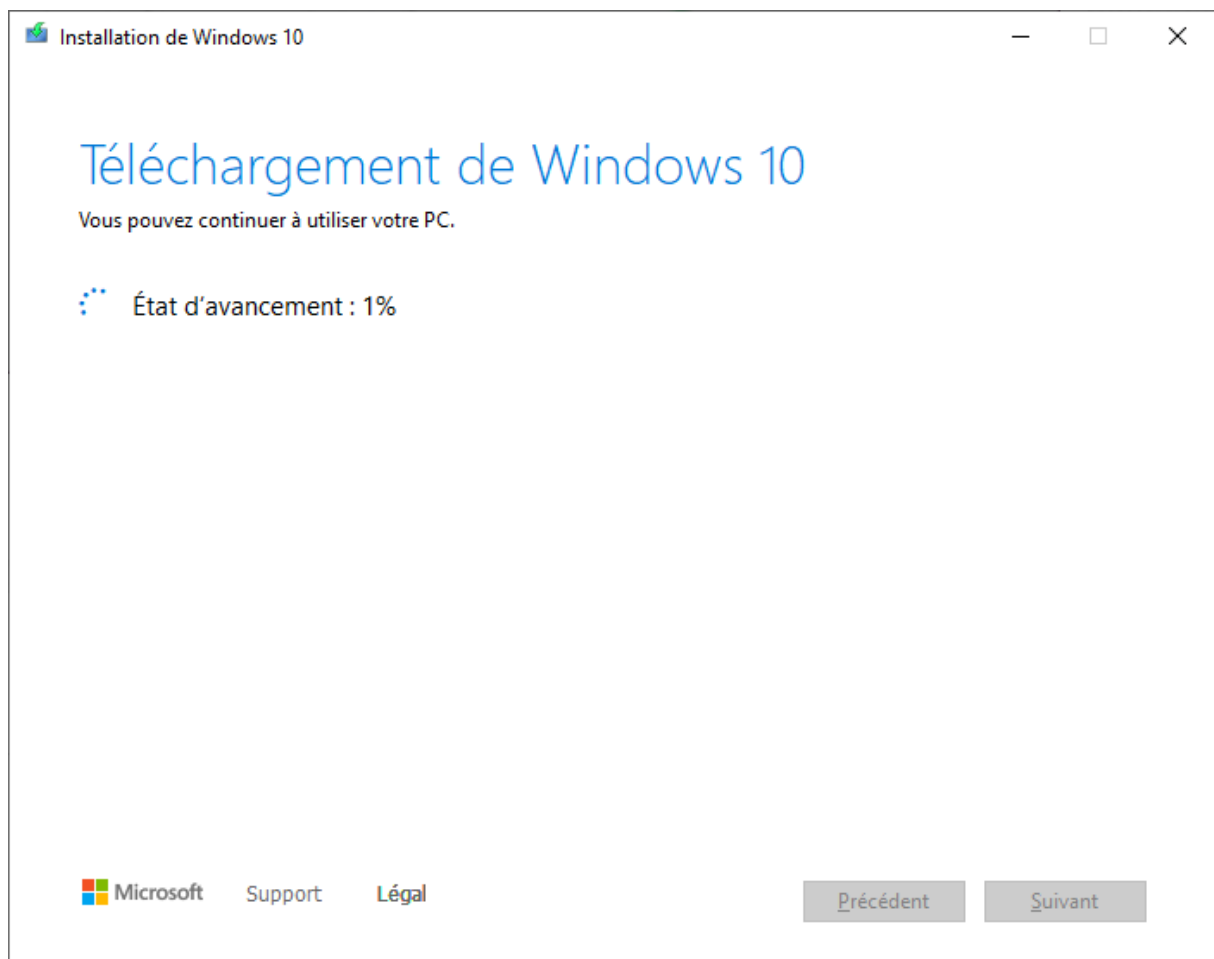 Installation de Windows 10
Téléchargement de Windows 10
Vous pouvez continuer à utiliser votre PC.
État d’avancement : 1%
Microsoft Support Légal Précédent Suivant